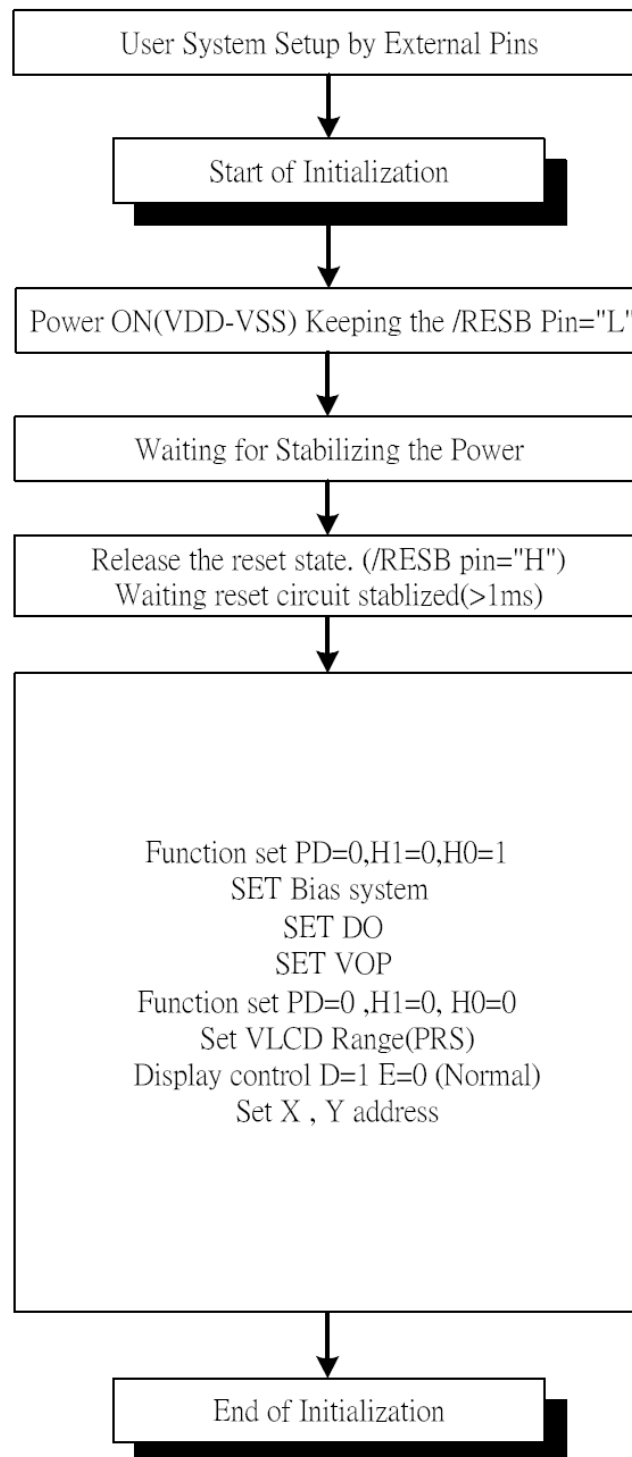 User System Setup by External Pins
Start of Initialization
Power ON(VDD-VSS) Keeping the /RESB Pin="L"
Waiting for Stabilizing the Power
Release the reset state. (/RESB pin="H")
Waiting reset circuit stablized(>1ms)
Function set PD=0,H1=0,H0=1
SET Bias system
SET DO
SET VOP
Function set PD=0 ,H1=0, H0=0
Set VLCD Range(PRS)
Display control D=1 E=0 (Normal)
Set X , Y address
End of Initialization